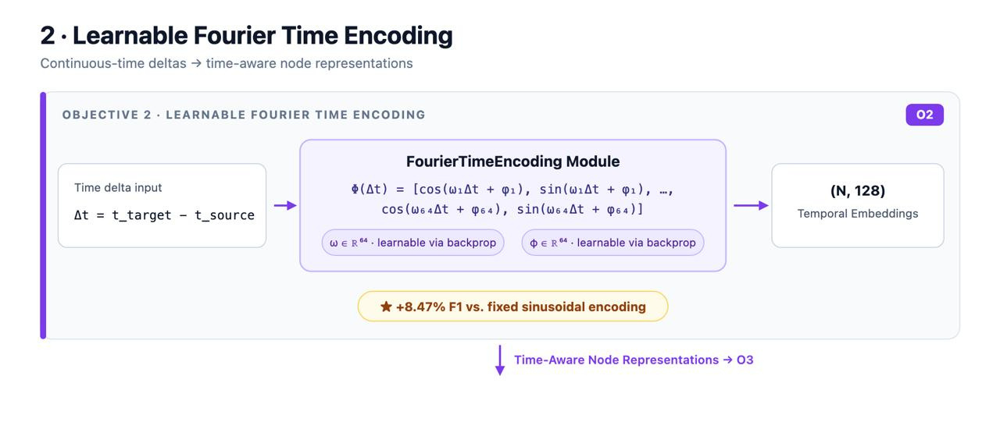 2 · Learnable Fourier Time Encoding
Continuous-time deltas → time-aware node representations
OBJECTIVE 2 · LEARNABLE FOURIER TIME ENCODING
O2
Time delta input
Δt = t_target − t_source
FourierTimeEncoding Module
Φ(Δt) = [cos(ω₁Δt + φ₁), sin(ω₁Δt + φ₁), …,
cos(ω₆₄Δt + φ₆₄), sin(ω₆₄Δt + φ₆₄)]
ω ∈ ℝ⁶⁴ · learnable via backprop
φ ∈ ℝ⁶⁴ · learnable via backprop
(N, 128)
Temporal Embeddings
★ +8.47% F1 vs. fixed sinusoidal encoding
Time-Aware Node Representations → O3